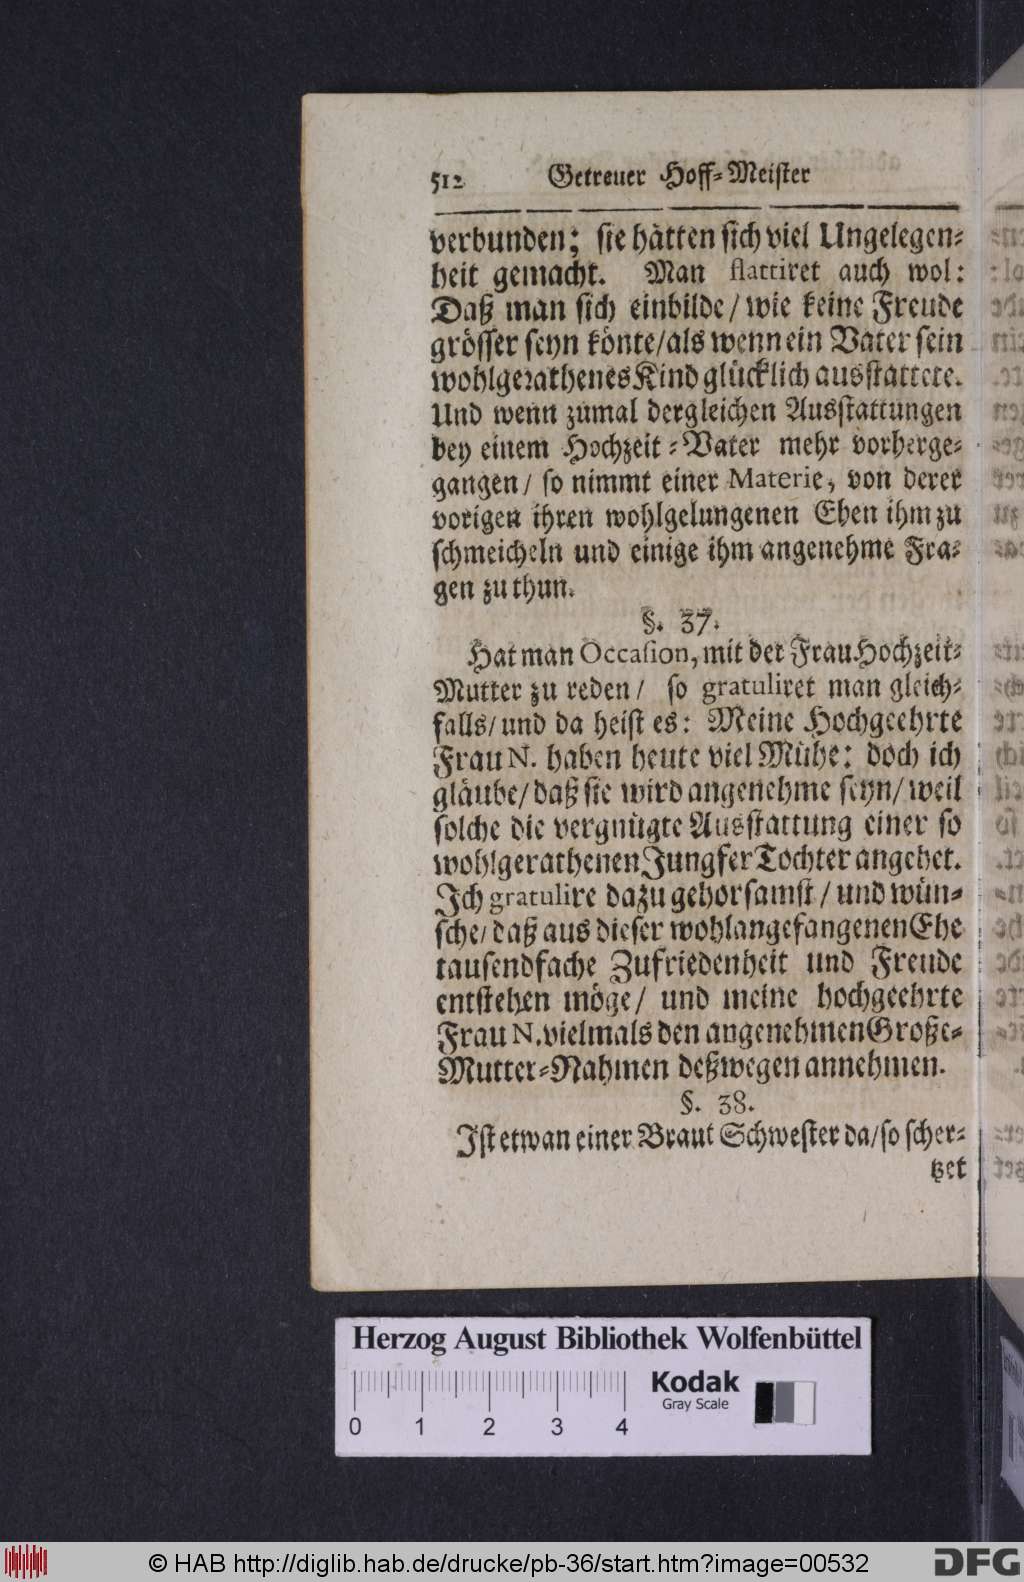 512 Getreuer Hoff-Meister
verbunden; sie hätten sich viel Ungelegen-
heit gemacht. Man flattiret auch wol:
Daß man sich einbilde/ wie keine Freude
grösser seyn könte/ als wenn ein Vater sein
wohlgerathenes Kind glücklich ausstattete.
Und wenn zumal dergleichen Ausstattungen
bey einem Hochzeit-Vater mehr vorherge-
gangen/ so nimmt einer Materie, von derer
vorigen ihren wohlgelungenen Ehen ihm zu
schmeicheln und einige ihm angenehme Fra-
gen zu thun.
§. 37.
Hat man Occasion, mit der Frau Hochzeit-
Mutter zu reden/ so gratuliret man gleich-
falls/ und da heist es: Meine Hochgeehrte
Frau N. haben heute viel Mühe: doch ich
gläube/ daß sie wird angenehme seyn/ weil
solche die vergnügte Ausstattung einer so
wohlgerathenen Jungfer Tochter angehet.
Ich gratulire dazu gehorsamst/ und wün-
sche/ daß aus dieser wohlangefangenen Ehe
tausendfache Zufriedenheit und Freude
entstehen möge/ und meine hochgeehrte
Frau N. vielmals den angenehmen Große-
Mutter-Nahmen deßwegen annehmen.
§. 38.
Ist etwan einer Braut Schwester da/ so scher-
tzet
Herzog August Bibliothek Wolfenbüttel
Kodak
Gray Scale
0 1 2 3 4
© HAB http://diglib.hab.de/drucke/pb-36/start.htm?image=00532
DFG